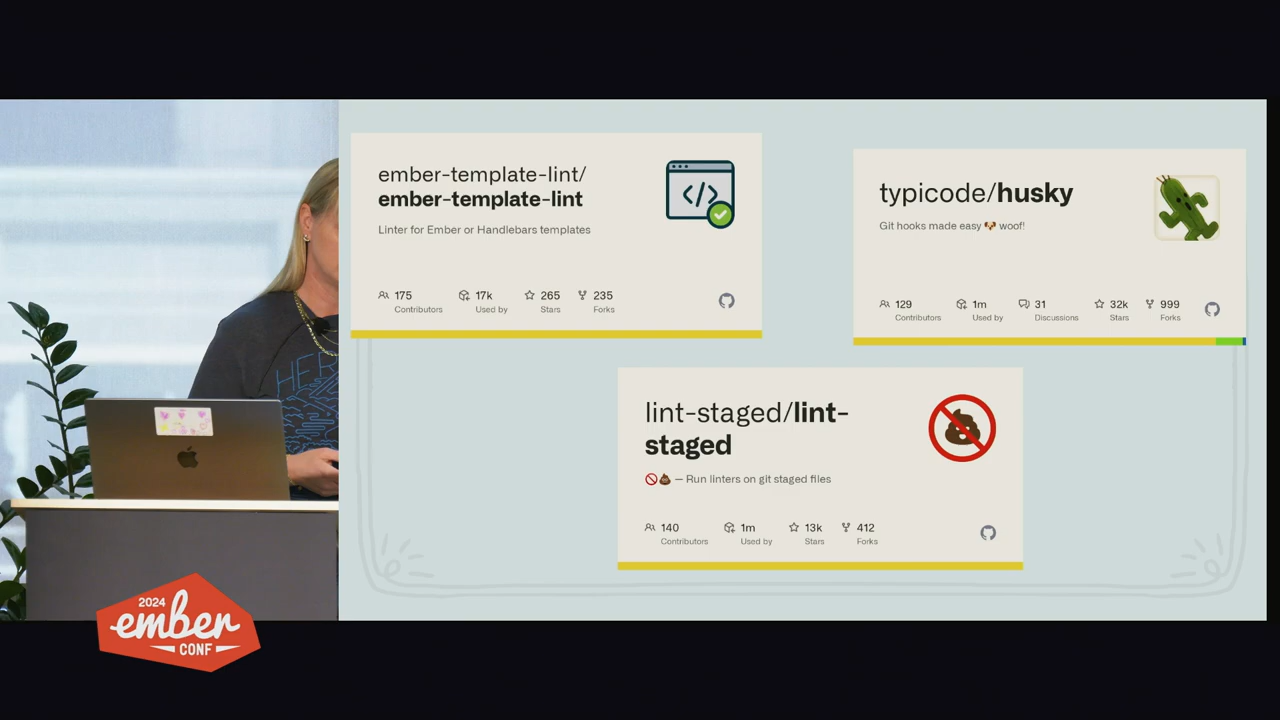 ember-template-lint/
ember-template-lint
Linter for Ember or Handlebars templates
175
Contributors
17k
Used by
265
Stars
235
Forks
typicode/husky
Git hooks made easy 🐶 woof!
129
Contributors
1m
Used by
31
Discussions
32k
Stars
999
Forks
lint-staged/lint-
staged
🚫💩 — Run linters on git staged files
140
Contributors
1m
Used by
13k
Stars
412
Forks
HER
2024
ember
CONF